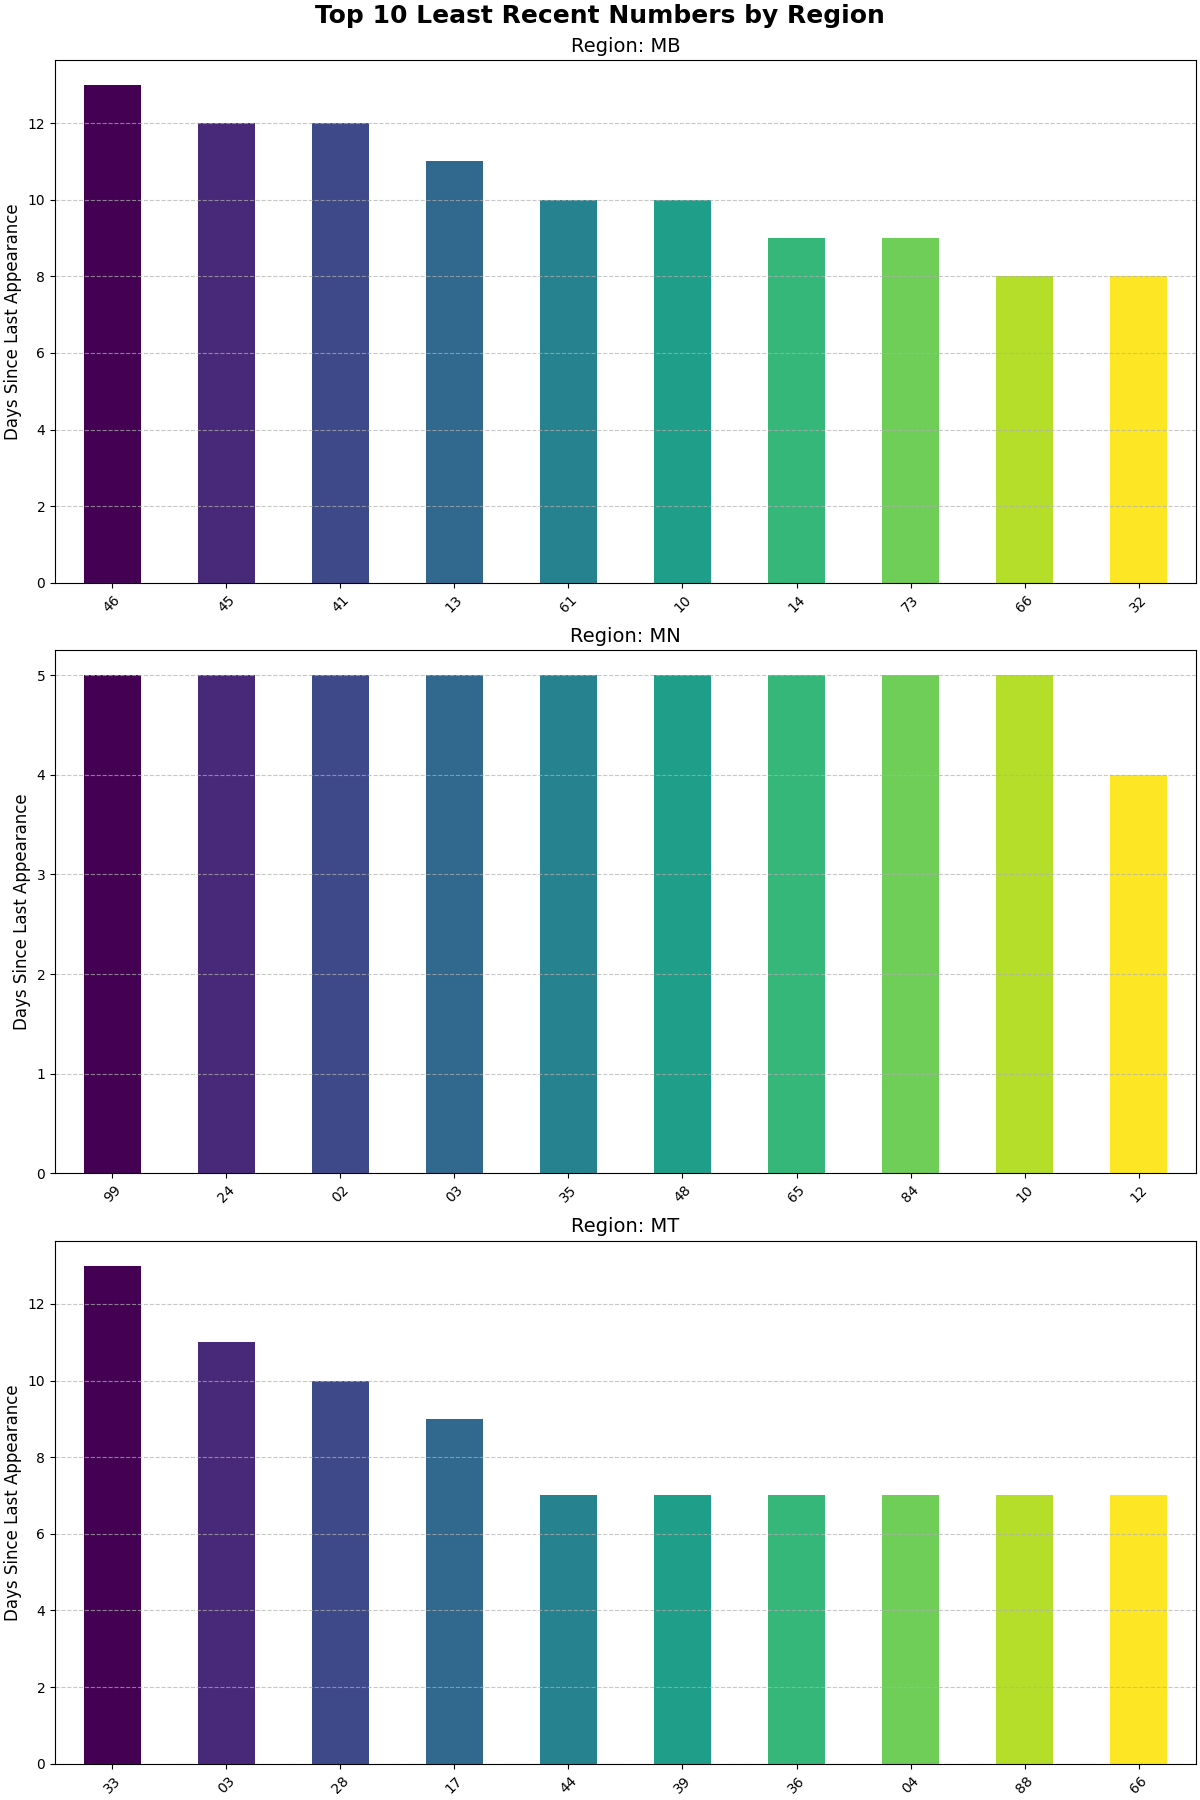 Top 10 Least Recent Numbers by Region
Region: MB
Days Since Last Appearance
12
10
8
6
4
2
0
46 45 41 13 61 10 14 73 66 32
Region: MN
Days Since Last Appearance
5
4
3
2
1
0
99 24 02 03 35 48 65 84 10 12
Region: MT
Days Since Last Appearance
12
10
8
6
4
2
0
33 03 28 17 44 39 36 04 88 66